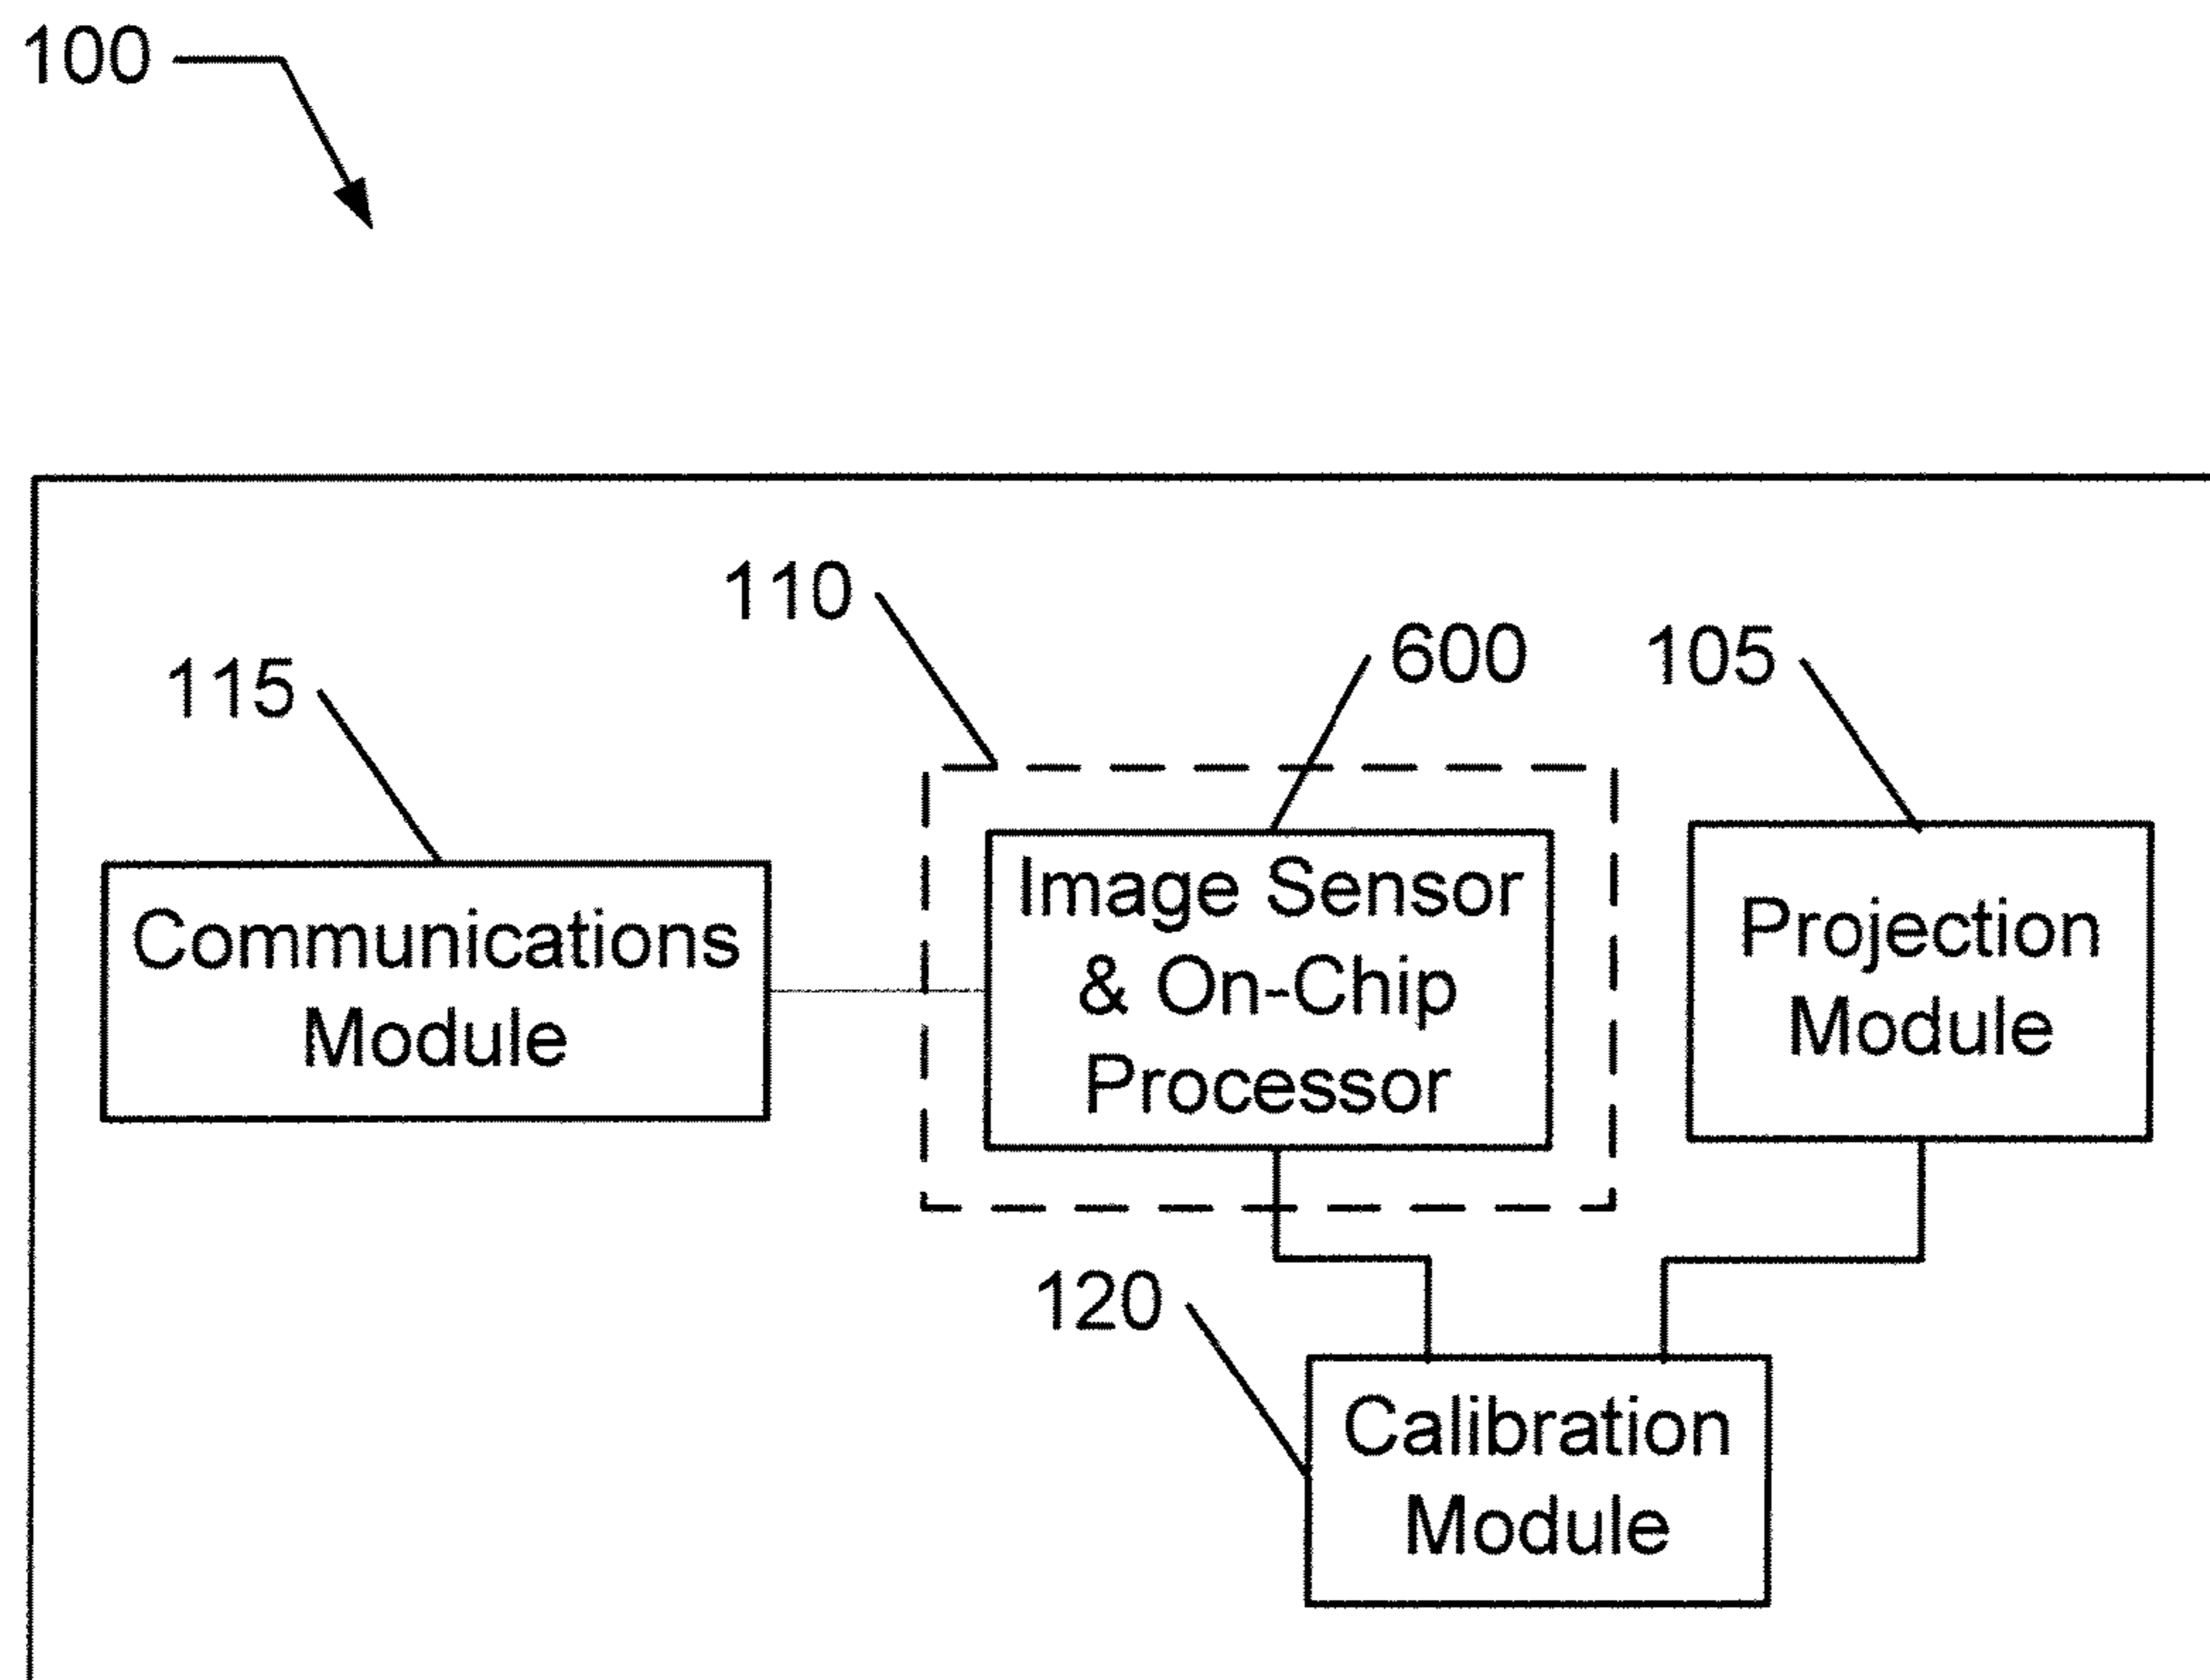 100
110
600
105
115
Communications
Module
Image Sensor
& On-Chip
Processor
Projection
Module
120
Calibration
Module